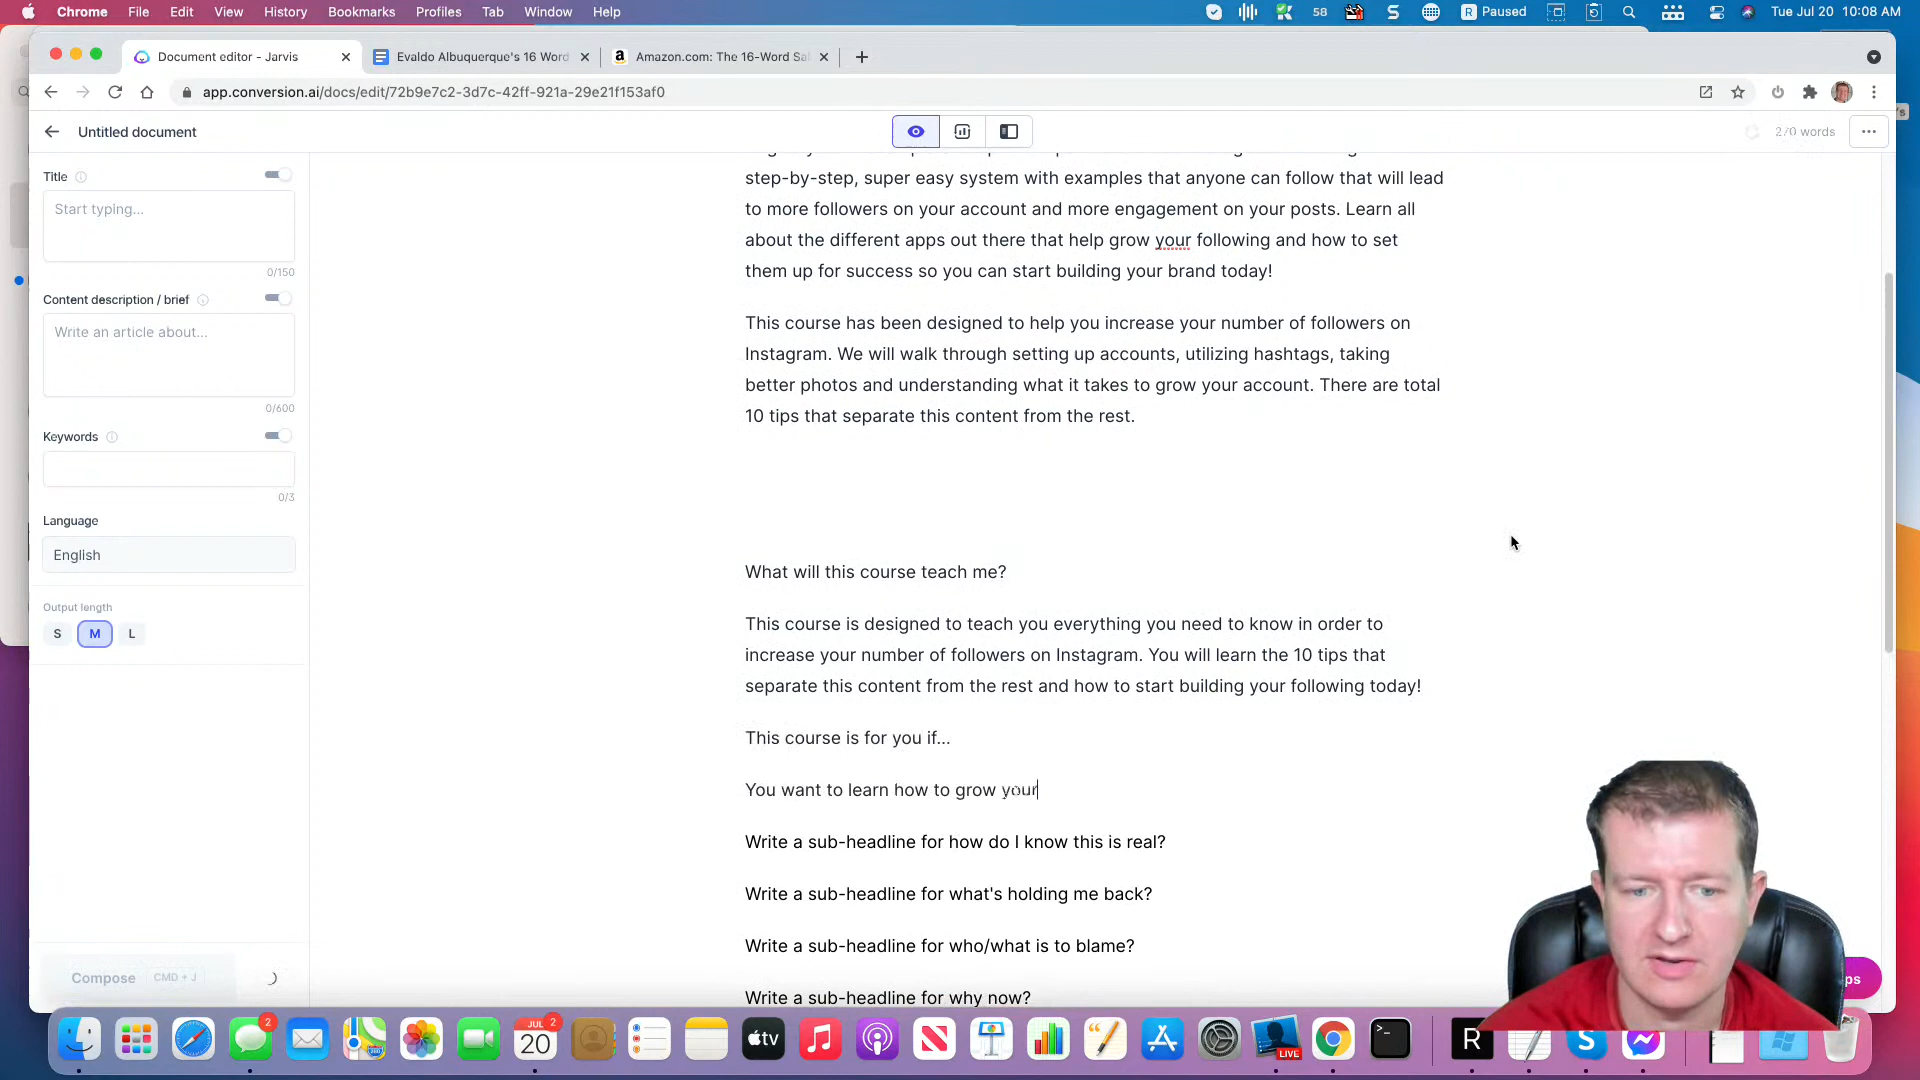 Chrome File Edit View History Bookmarks Profiles Tab Window Help 58 R Paused Tue Jul 20 10:08 AM
Document editor - Jarvis Evaldo Albuquerque's 16 Word Amazon.com: The 16-Word Sal
app.conversion.ai/docs/edit/72b9e7c2-3d7c-42ff-921a-29e21f153af0
Untitled document 270 words
Title
Start typing...
0/150
Content description / brief
Write an article about...
0/600
Keywords
0/3
Language
English
Output length
S M L
Compose CMD + J
step-by-step, super easy system with examples that anyone can follow that will lead
to more followers on your account and more engagement on your posts. Learn all
about the different apps out there that help grow your following and how to set
them up for success so you can start building your brand today!
This course has been designed to help you increase your number of followers on
Instagram. We will walk through setting up accounts, utilizing hashtags, taking
better photos and understanding what it takes to grow your account. There are total
10 tips that separate this content from the rest.
What will this course teach me?
This course is designed to teach you everything you need to know in order to
increase your number of followers on Instagram. You will learn the 10 tips that
separate this content from the rest and how to start building your following today!
This course is for you if...
You want to learn how to grow your
Write a sub-headline for how do I know this is real?
Write a sub-headline for what's holding me back?
Write a sub-headline for who/what is to blame?
Write a sub-headline for why now?
ps
2
JUL 2
20
tv
LIVE
R